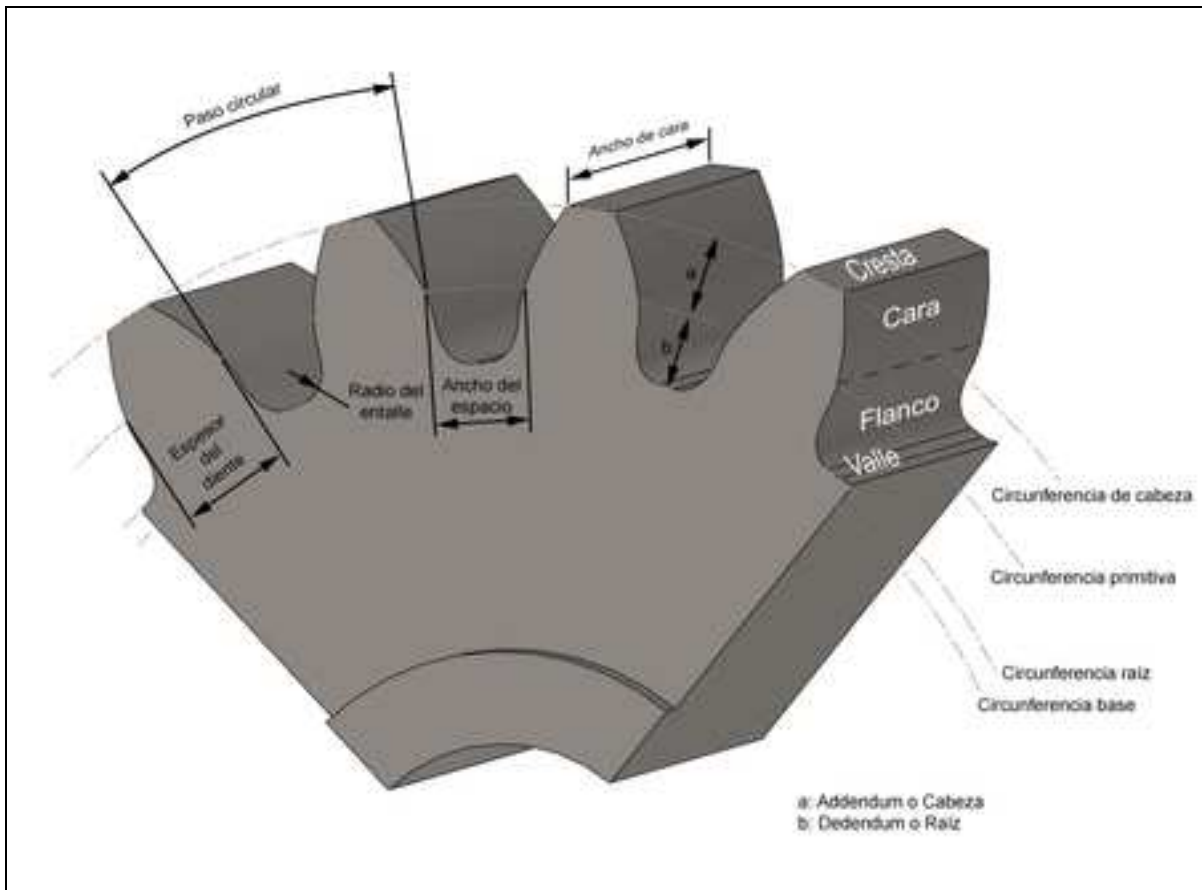 Paso circular
Ancho de cara
Cresta
Cara
Flanco
Valle
a
b
Radio del
entalle
Ancho del
espacio
Espesor
del
diente
Circunferencia de cabeza
Circunferencia primitiva
Circunferencia raíz
Circunferencia base
a: Addendum o Cabeza
b: Dedendum o Raíz